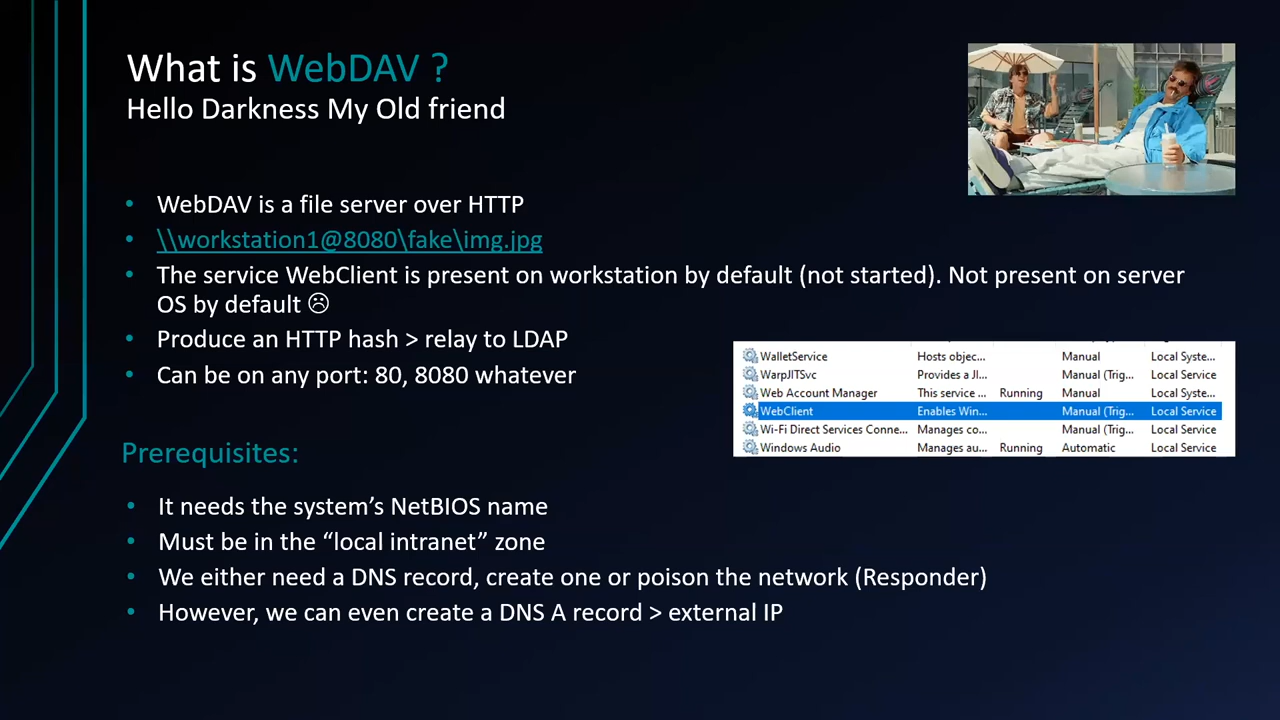 What is WebDAV ?
Hello Darkness My Old friend
• WebDAV is a file server over HTTP
• \\workstation1@8080\fake\img.jpg
• The service WebClient is present on workstation by default (not started). Not present on server
OS by default ☹
• Produce an HTTP hash > relay to LDAP
• Can be on any port: 80, 8080 whatever
WalletService Hosts objec... Manual Local Syste...
WarpJITSvc Provides a JI... Manual (Trig... Local Service
Web Account Manager This service ... Running Manual Local Syste...
WebClient Enables Win... Manual (Trig... Local Service
Wi-Fi Direct Services Conne... Manages co... Manual (Trig... Local Service
Windows Audio Manages au... Running Automatic Local Service
Prerequisites:
• It needs the system’s NetBIOS name
• Must be in the “local intranet” zone
• We either need a DNS record, create one or poison the network (Responder)
• However, we can even create a DNS A record > external IP